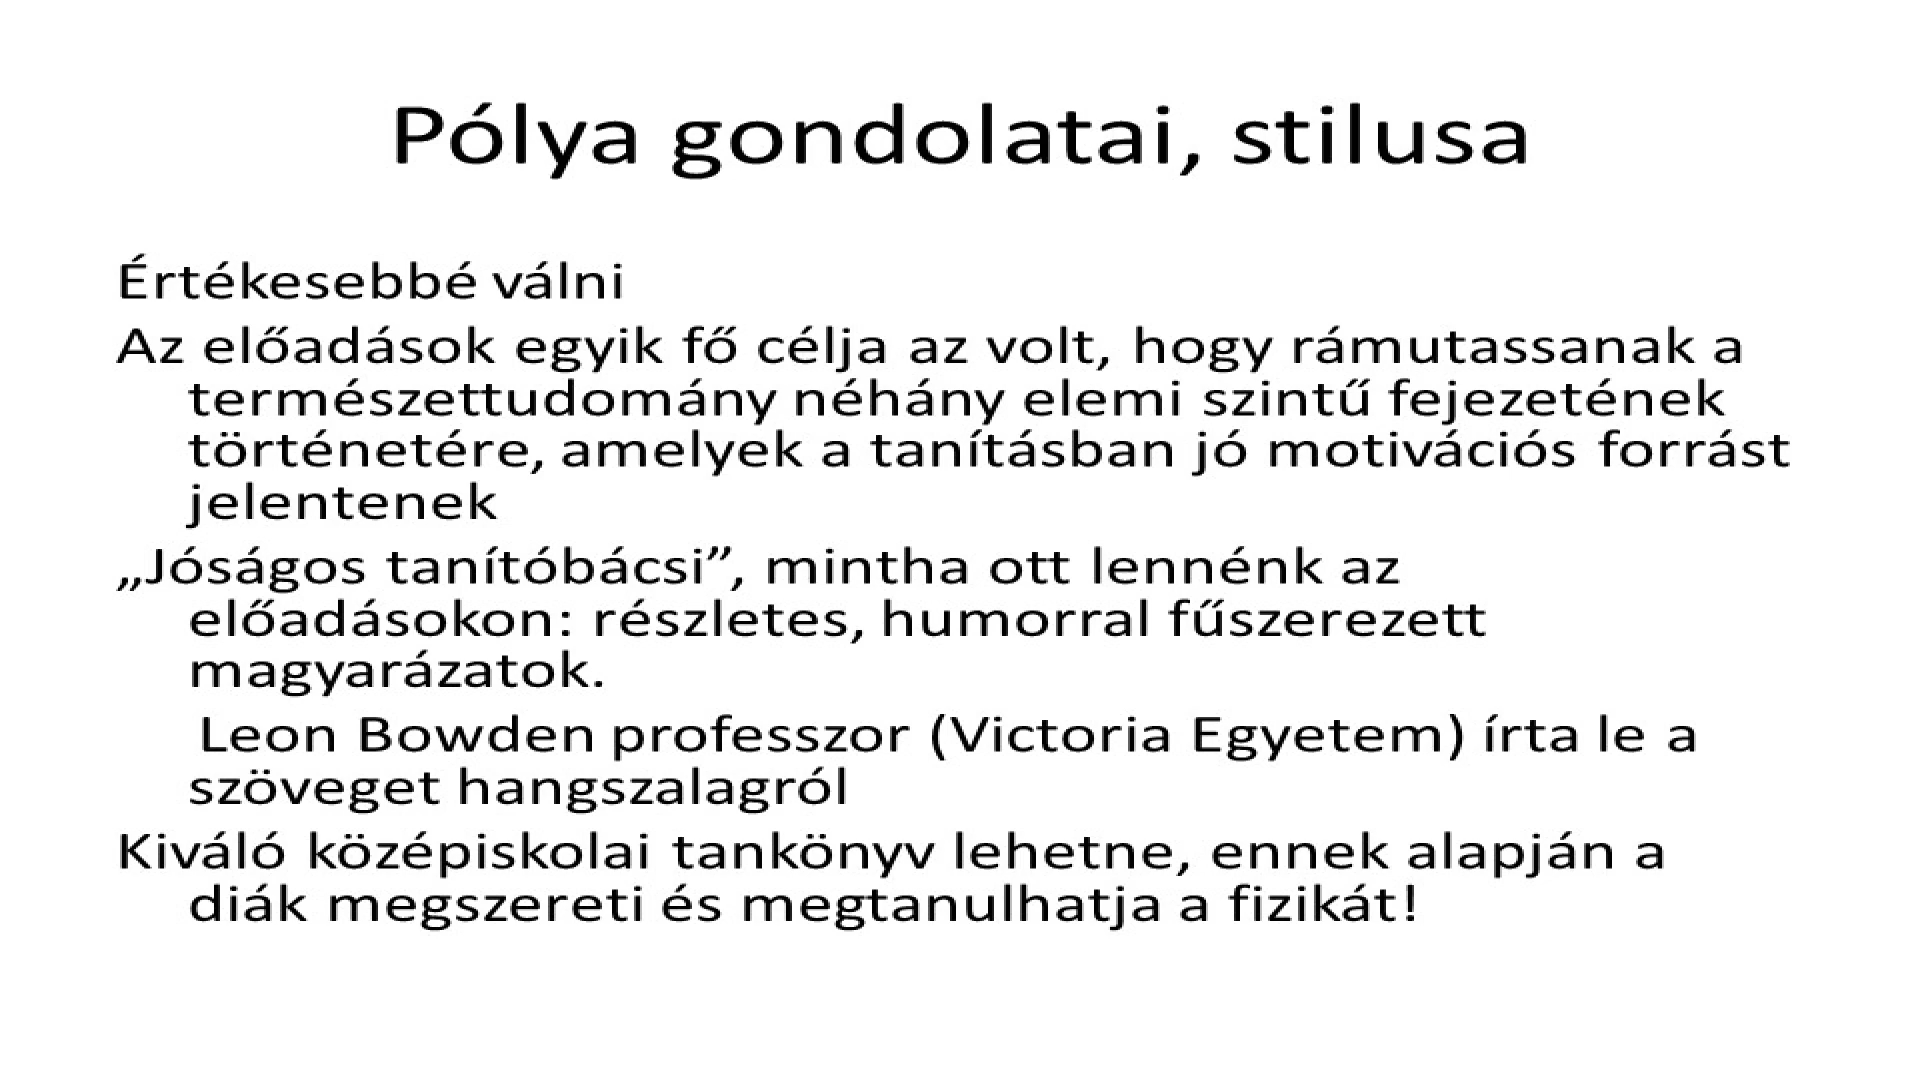 Pólya gondolatai, stilusa
Értékesebbé válni
Az előadások egyik fő célja az volt, hogy rámutassanak a
természettudomány néhány elemi szintű fejezetének
történetére, amelyek a tanításban jó motivációs forrást
jelentenek
„Jóságos tanítóbácsi”, mintha ott lennénk az
előadásokon: részletes, humorral fűszerezett
magyarázatok.
Leon Bowden professzor (Victoria Egyetem) írta le a
szöveget hangszalagról
Kiváló középiskolai tankönyv lehetne, ennek alapján a
diák megszereti és megtanulhatja a fizikát!